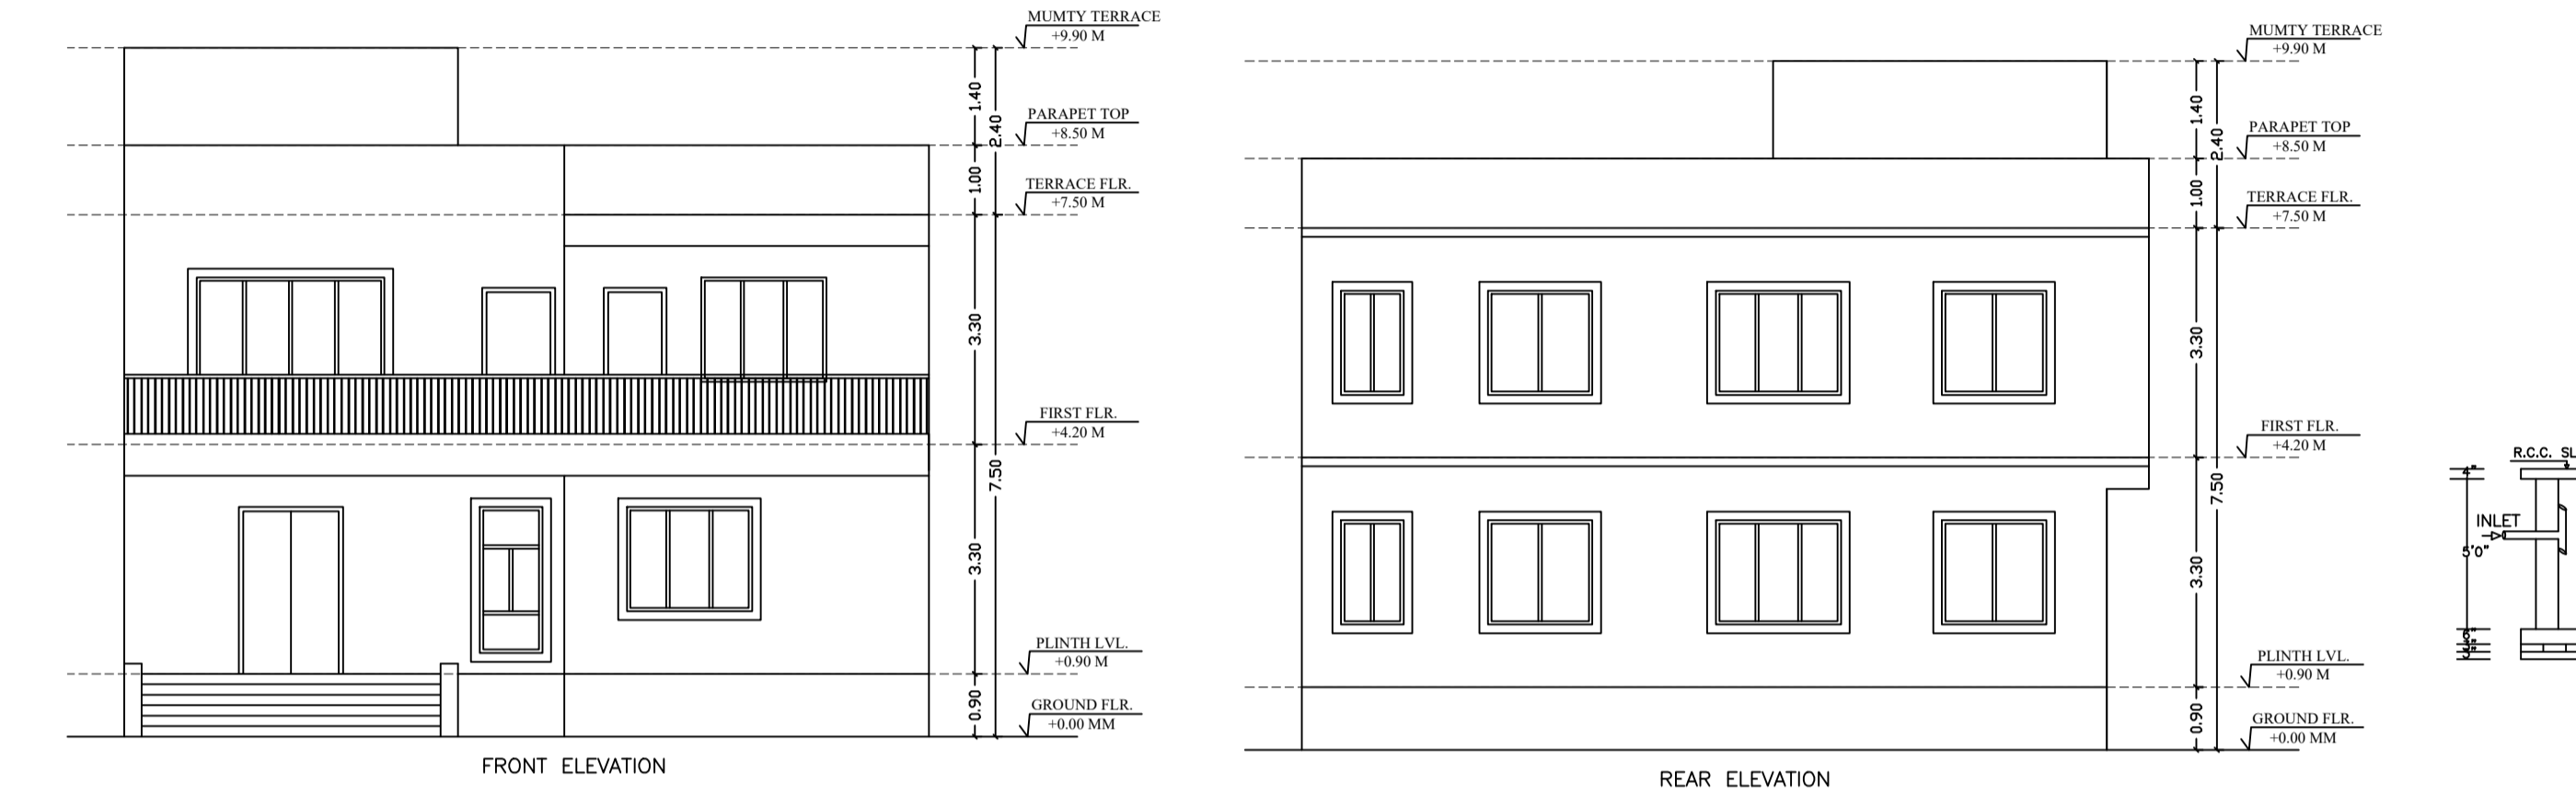 MUMTY TERRACE
+9.90 M
1.40
2.40
PARAPET TOP
+8.50 M
1.00
TERRACE FLR.
+7.50 M
3.30
FIRST FLR.
+4.20 M
7.50
3.30
PLINTH LVL.
+0.90 M
0.90
GROUND FLR.
+0.00 MM
FRONT ELEVATION
MUMTY TERRACE
+9.90 M
1.40
2.40
PARAPET TOP
+8.50 M
1.00
TERRACE FLR.
+7.50 M
3.30
FIRST FLR.
+4.20 M
7.50
3.30
PLINTH LVL.
+0.90 M
0.90
GROUND FLR.
+0.00 MM
REAR ELEVATION
R.C.C. SL
4"
INLET
5'0"